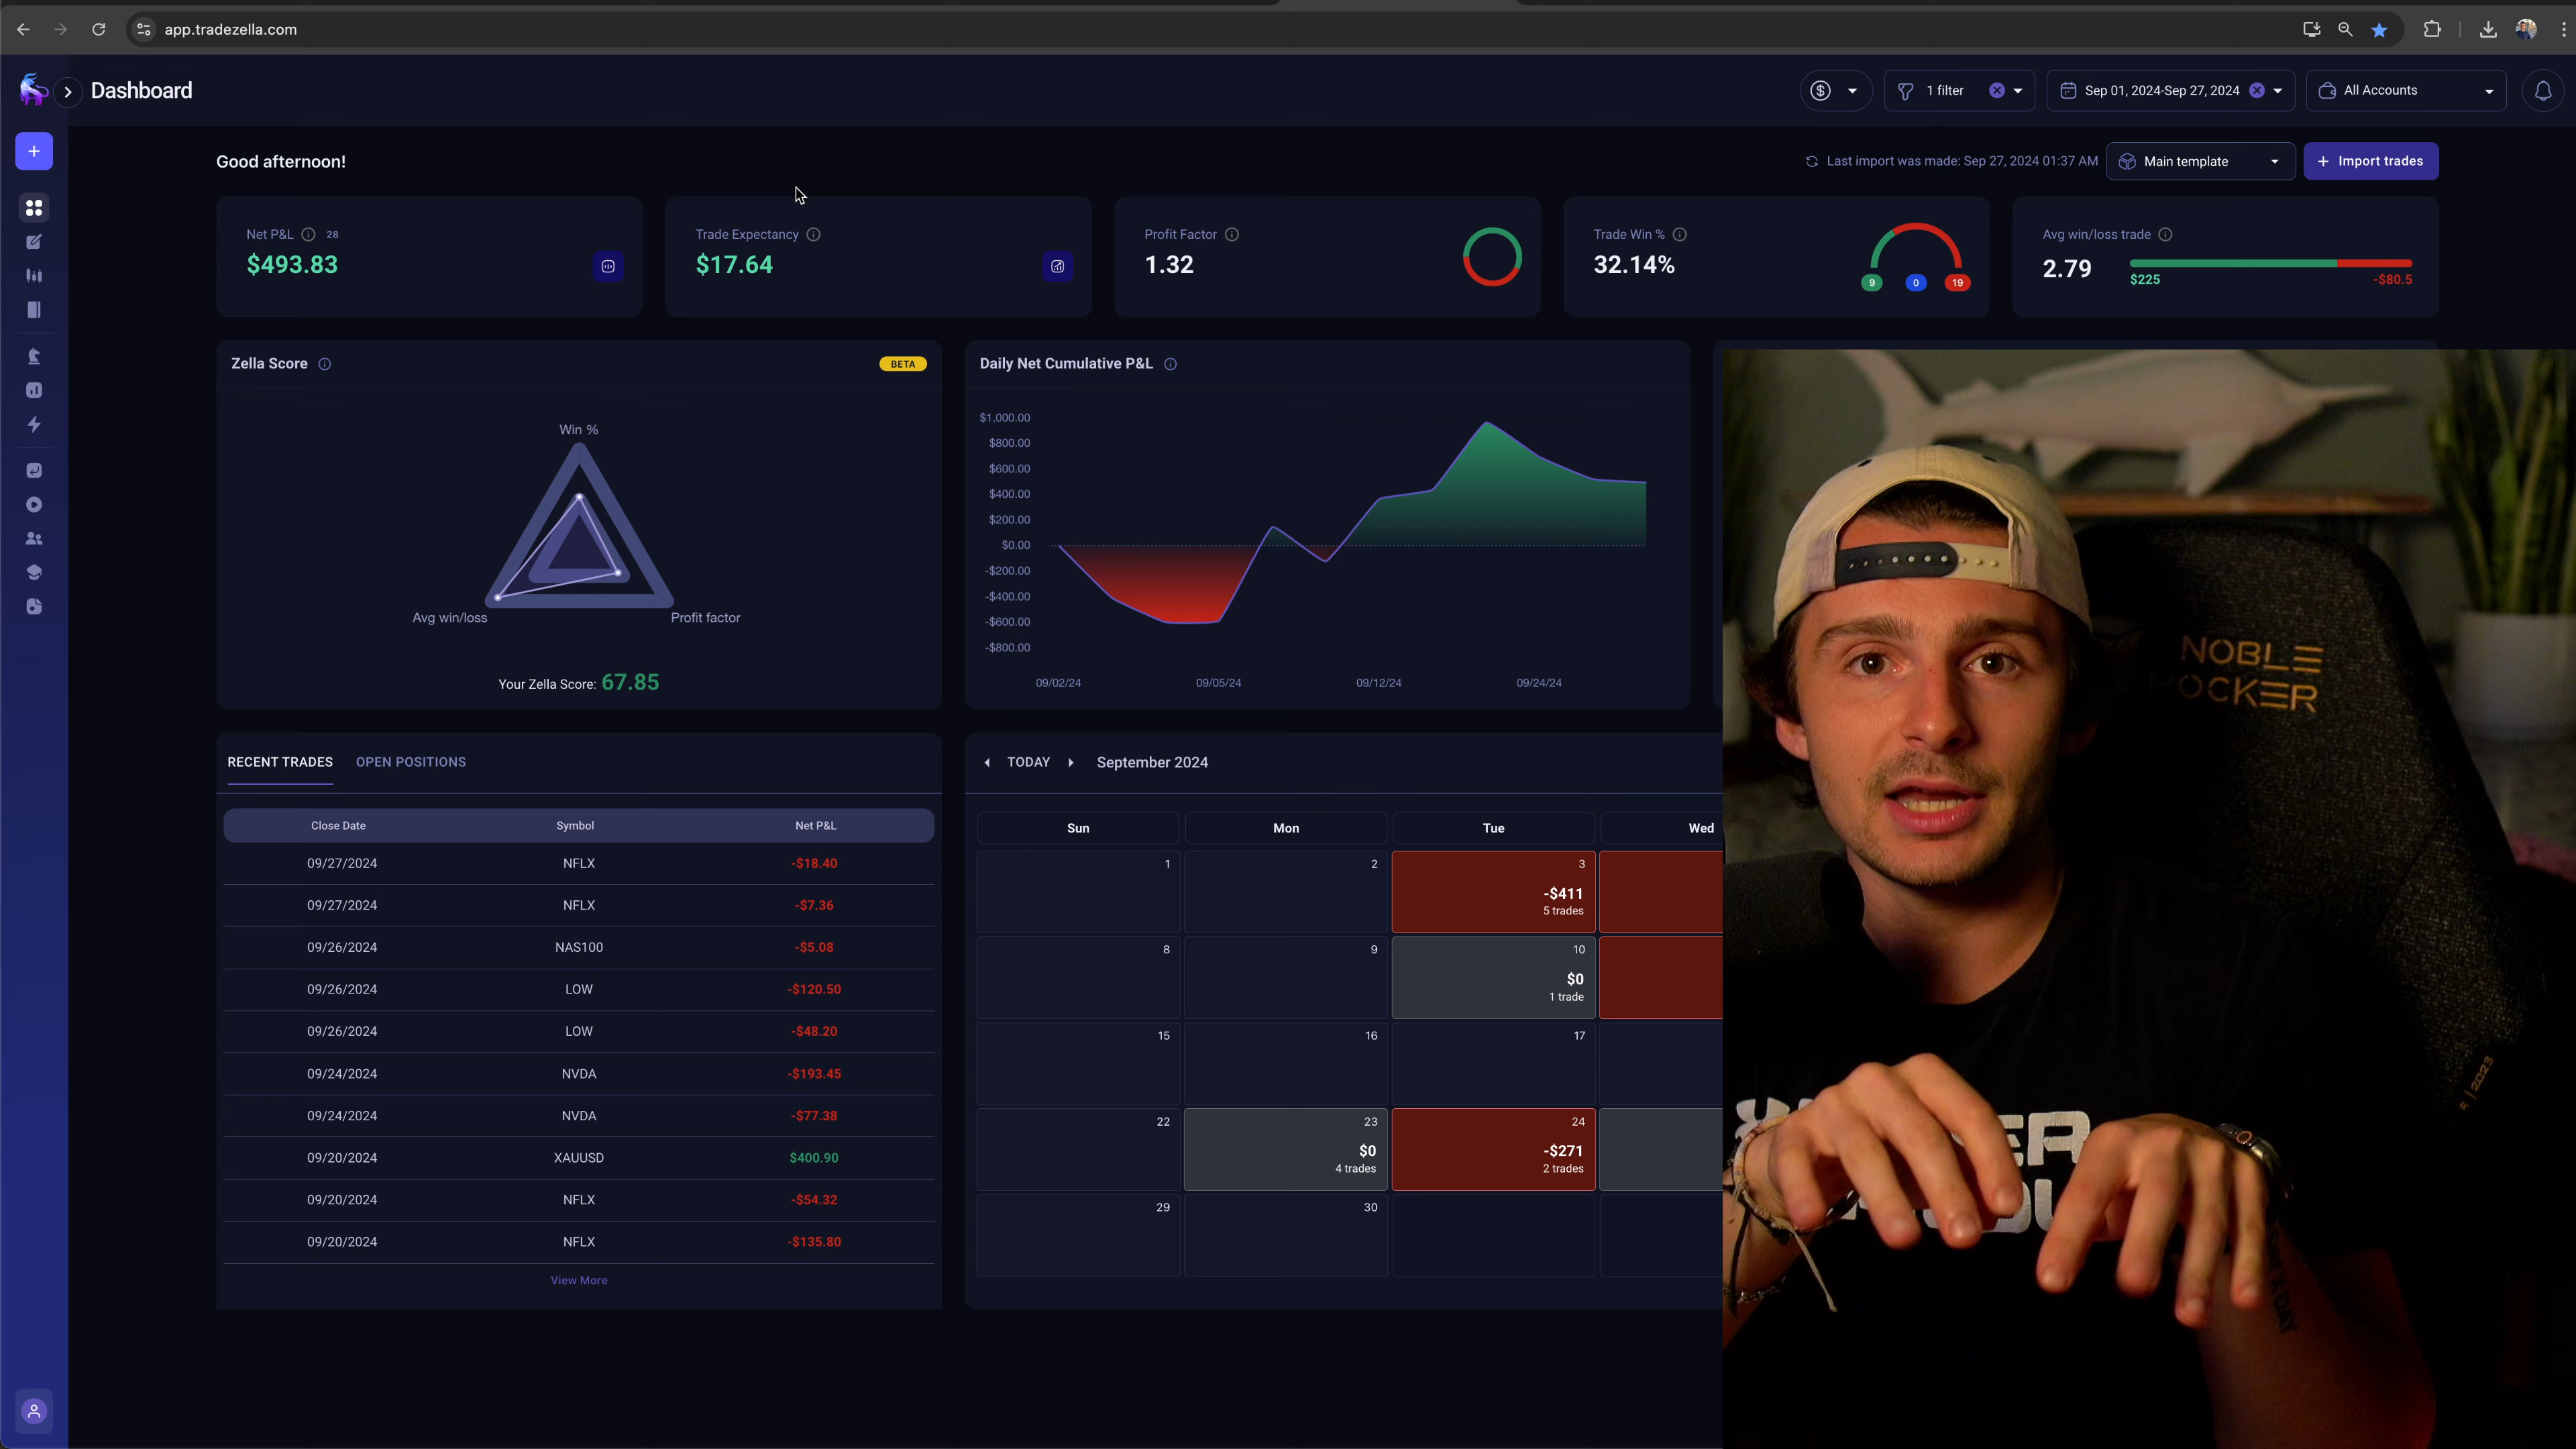 app.tradezella.com
Dashboard
1 filter
Sep 01, 2024-Sep 27, 2024
All Accounts
Good afternoon!
Last import was made: Sep 27, 2024 01:37 AM
Main template
+ Import trades
Net P&L 28
$493.83
Trade Expectancy
$17.64
Profit Factor
1.32
Trade Win %
32.14%
9 0 19
Avg win/loss trade
2.79
$225 -$80.5
Zella Score
BETA
Win %
Avg win/loss
Profit factor
Your Zella Score: 67.85
Daily Net Cumulative P&L
$1,000.00
$800.00
$600.00
$400.00
$200.00
$0.00
-$200.00
-$400.00
-$600.00
-$800.00
09/02/24 09/05/24 09/12/24 09/24/24
RECENT TRADES OPEN POSITIONS
Close Date Symbol Net P&L
09/27/2024 NFLX -$18.40
09/27/2024 NFLX -$7.36
09/26/2024 NAS100 -$5.08
09/26/2024 LOW -$120.50
09/26/2024 LOW -$48.20
09/24/2024 NVDA -$193.45
09/24/2024 NVDA -$77.38
09/20/2024 XAUUSD $400.90
09/20/2024 NFLX -$54.32
09/20/2024 NFLX -$135.80
View More
TODAY September 2024
Sun Mon Tue Wed
1 2 3
-$411
5 trades
8 9 10
$0
1 trade
15 16 17
22 23 24
$0 -$271
4 trades 2 trades
29 30
NOBLE